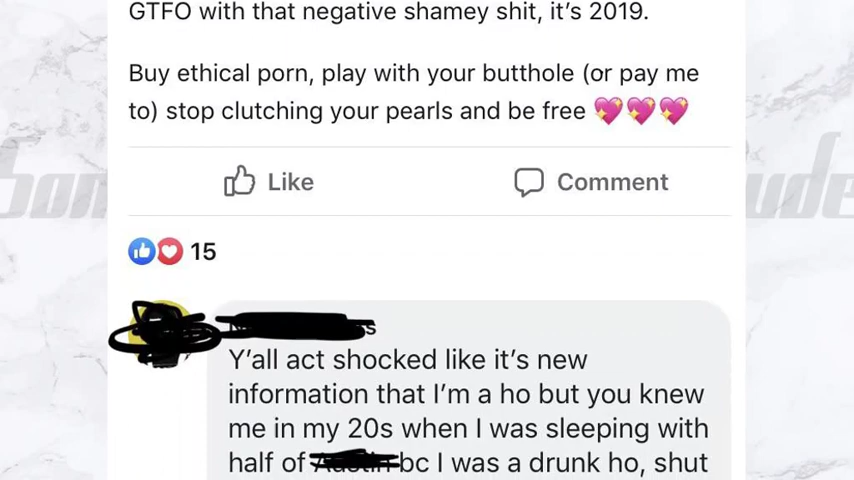 GTFO with that negative shamey shit, it’s 2019.
Buy ethical porn, play with your butthole (or pay me
to) stop clutching your pearls and be free 💖💖💖
Like Comment
15
Y’all act shocked like it’s new
information that I’m a ho but you knew
me in my 20s when I was sleeping with
half of bc I was a drunk ho, shut